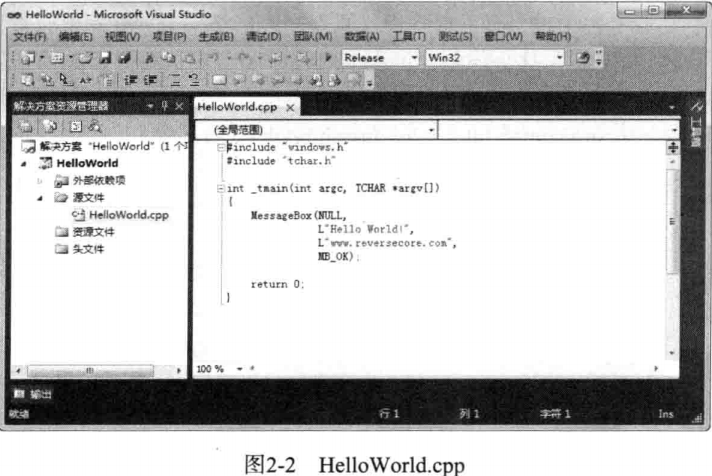 HelloWorld - Microsoft Visual Studio
文件(F) 编辑(E) 视图(V) 项目(P) 生成(B) 调试(D) 团队(M) 数据(A) 工具(T) 测试(S) 窗口(W) 帮助(H)
Release Win32
解决方案资源管理器
HelloWorld.cpp
(全局范围)
解决方案 "HelloWorld" (1 个项
HelloWorld
外部依赖项
源文件
HelloWorld.cpp
资源文件
头文件
#include "windows.h"
#include "tchar.h"
int _tmain(int argc, TCHAR *argv[])
{
MessageBox(NULL,
L"Hello World!",
L"www.reversecore.com",
MB_OK);
return 0;
}
100 %
输出
就绪 行 1 列 1 字符 1 Ins
图2-2 HelloWorld.cpp